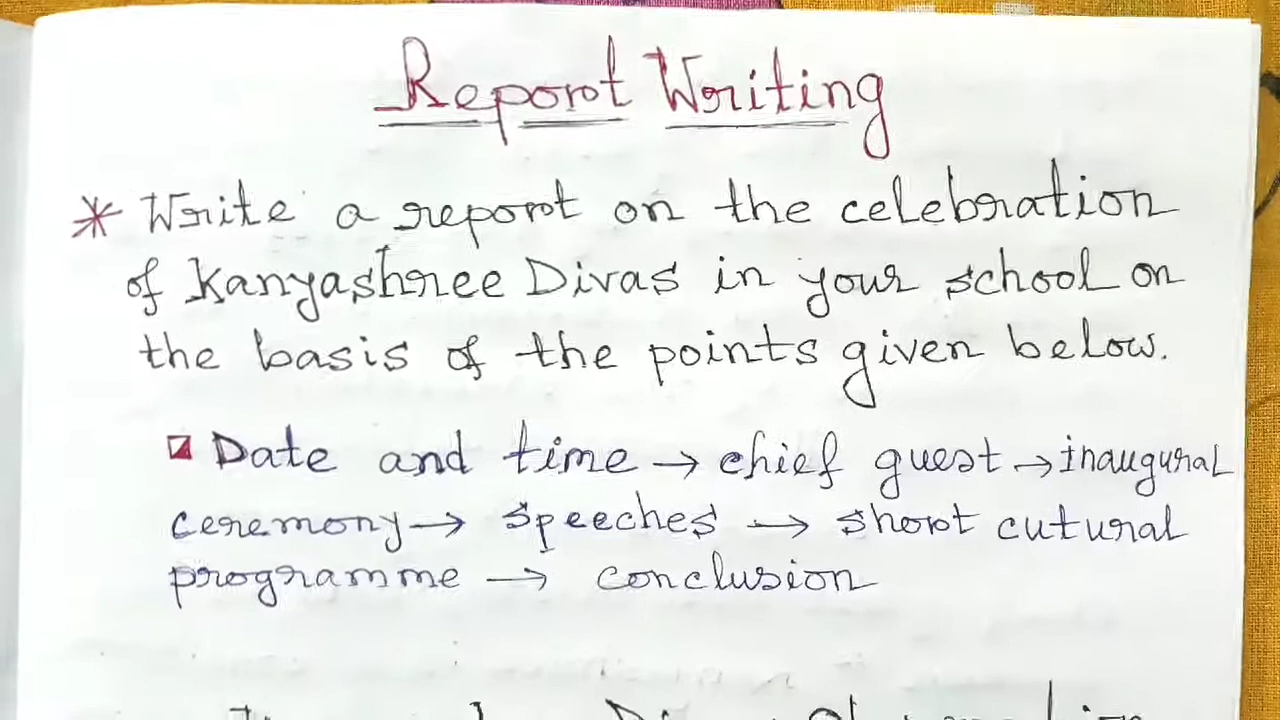 Report Writing
* Write a report on the celebration
of Kanyashree Divas in your school on
the basis of the points given below.
Date and time → chief guest → inaugural
ceremony → speeches → short cutural
programme → conclusion